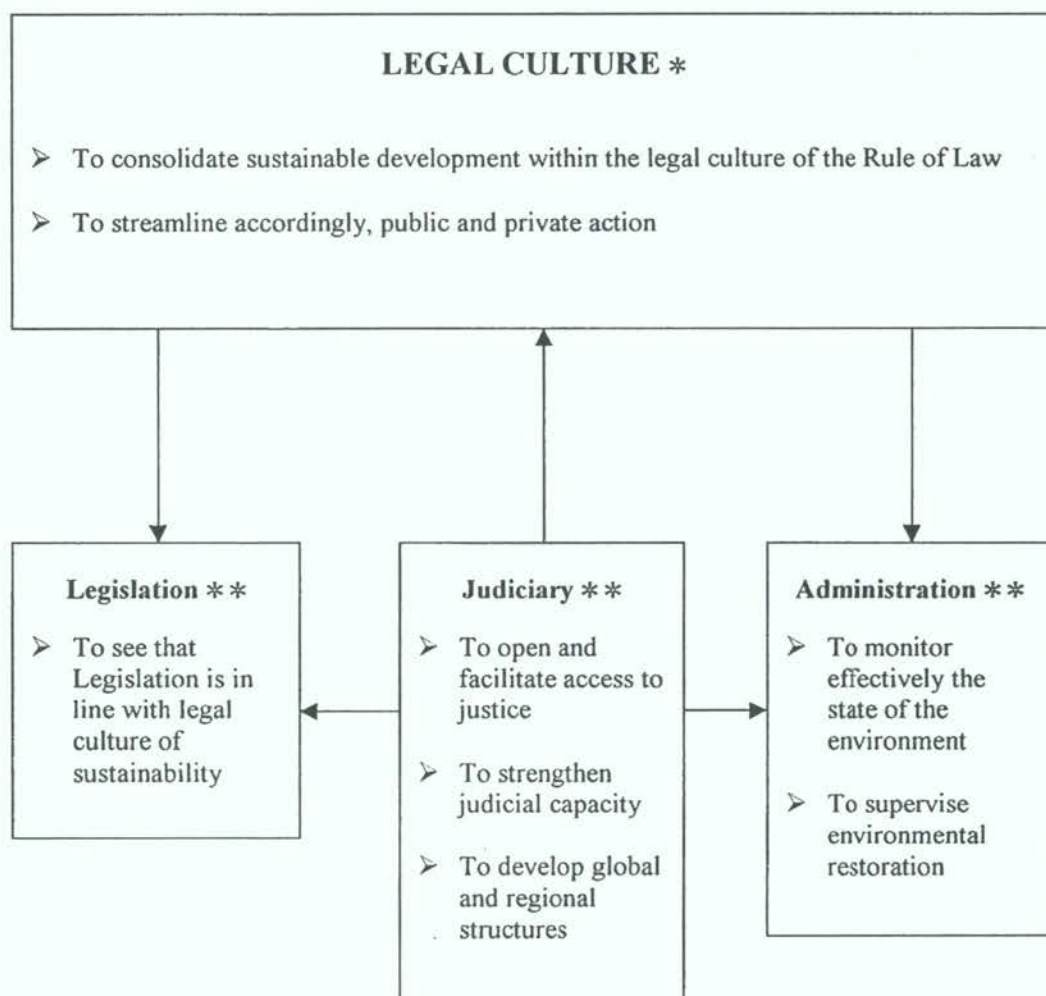 LEGAL CULTURE *
➢ To consolidate sustainable development within the legal culture of the Rule of Law
➢ To streamline accordingly, public and private action
Legislation **
➢ To see that
Legislation is in
line with legal
culture of
sustainability
Judiciary **
➢ To open and
facilitate access to
justice
➢ To strengthen
judicial capacity
➢ To develop global
and regional
structures
Administration **
➢ To monitor
effectively the
state of the
environment
➢ To supervise
environmental
restoration